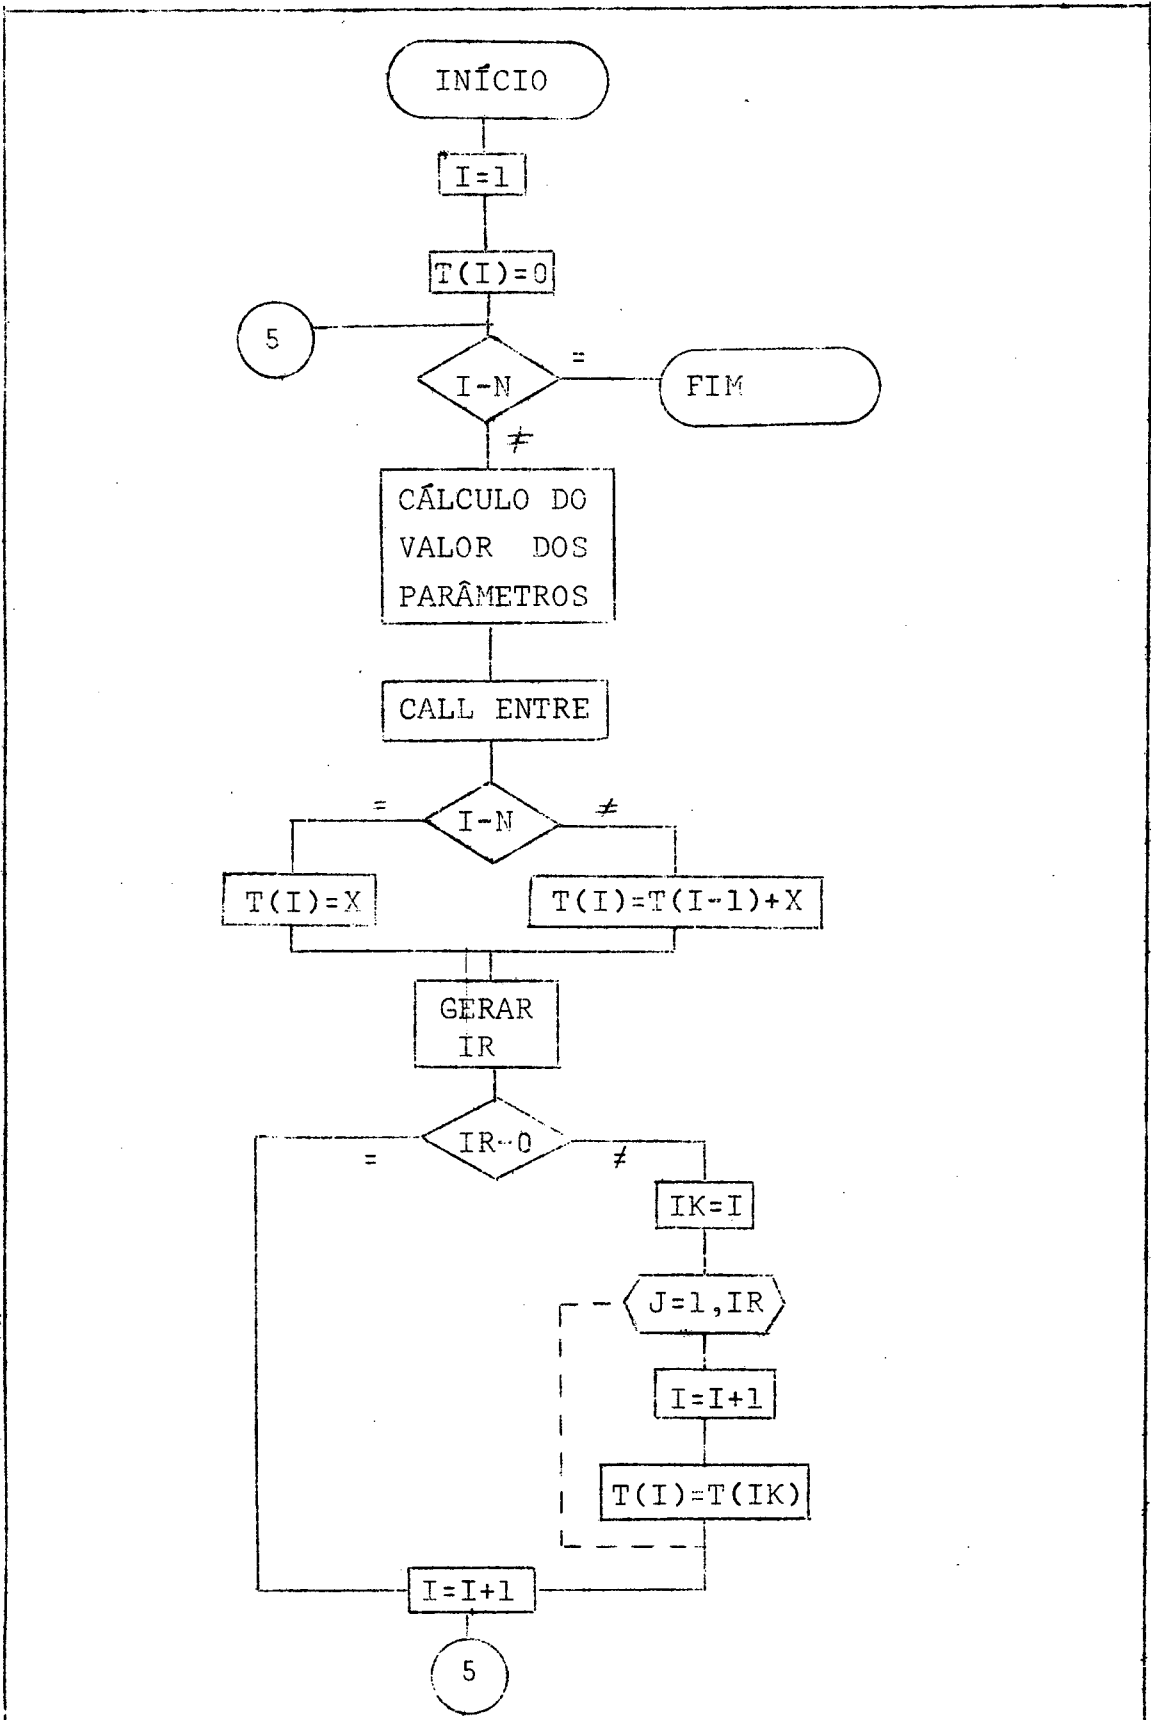 INÍCIO
I=1
T(I)=0
5
I-N
=
FIM
≠
CÁLCULO DO
VALOR DOS
PARÂMETROS
CALL ENTRE
=
I-N
≠
T(I)=X
T(I)=T(I-1)+X
GERAR
IR
IR-0
=
≠
IK=I
J=1,IR
I=I+1
T(I)=T(IK)
I=I+1
5